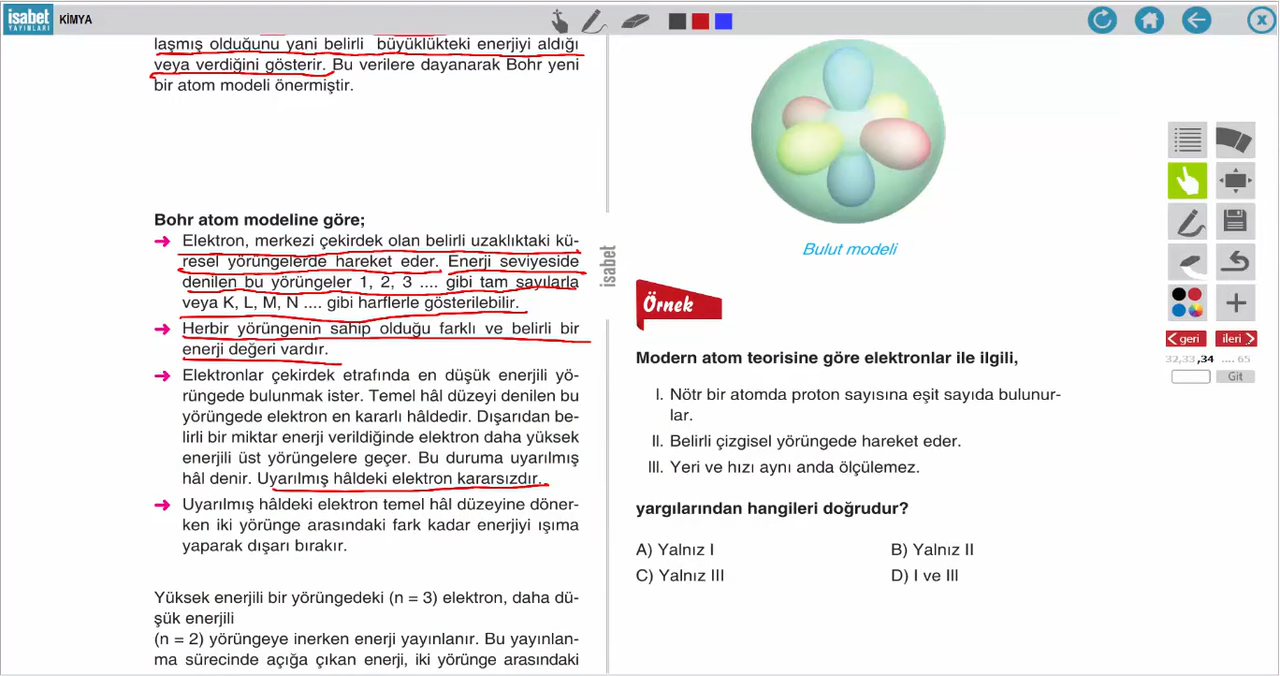 isabet
YAYINLARI
KİMYA
laşmış olduğunu yani belirli büyüklükteki enerjiyi aldığı
veya verdiğini gösterir. Bu verilere dayanarak Bohr yeni
bir atom modeli önermiştir.
Bohr atom modeline göre;
Elektron, merkezi çekirdek olan belirli uzaklıktaki kü-
resel yörüngelerde hareket eder. Enerji seviyeside
denilen bu yörüngeler 1, 2, 3 .... gibi tam sayılarla
veya K, L, M, N .... gibi harflerle gösterilebilir.
Herbir yörüngenin sahip olduğu farklı ve belirli bir
enerji değeri vardır.
Elektronlar çekirdek etrafında en düşük enerjili yö-
rüngede bulunmak ister. Temel hâl düzeyi denilen bu
yörüngede elektron en kararlı hâldedir. Dışarıdan be-
lirli bir miktar enerji verildiğinde elektron daha yüksek
enerjili üst yörüngelere geçer. Bu duruma uyarılmış
hâl denir. Uyarılmış hâldeki elektron kararsızdır.
Uyarılmış hâldeki elektron temel hâl düzeyine döner-
ken iki yörünge arasındaki fark kadar enerjiyi ışıma
yaparak dışarı bırakır.
Yüksek enerjili bir yörüngedeki (n = 3) elektron, daha dü-
şük enerjili
(n = 2) yörüngeye inerken enerji yayınlanır. Bu yayınlan-
ma sürecinde açığa çıkan enerji, iki yörünge arasındaki
isabet
Bulut modeli
Örnek
Modern atom teorisine göre elektronlar ile ilgili,
I. Nötr bir atomda proton sayısına eşit sayıda bulunur-
lar.
II. Belirli çizgisel yörüngede hareket eder.
III. Yeri ve hızı aynı anda ölçülemez.
yargılarından hangileri doğrudur?
A) Yalnız I
B) Yalnız II
C) Yalnız III
D) I ve III
geri
ileri
32,33,34 .... 65
Git